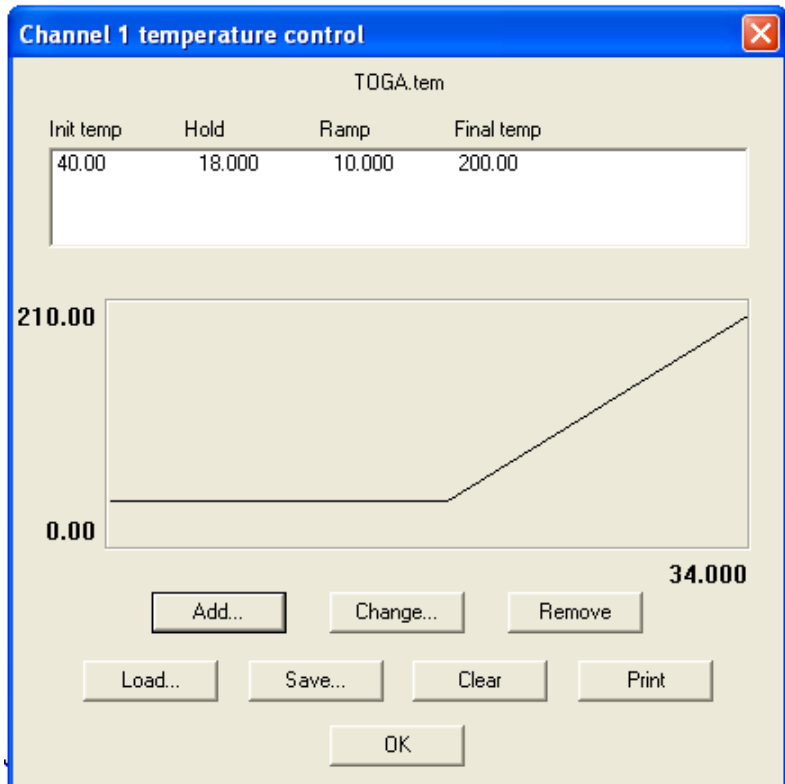 Channel 1 temperature control
TOGA.tem
Init temp Hold Ramp Final temp
40.00 18.000 10.000 200.00
210.00
0.00
34.000
Add... Change... Remove
Load... Save... Clear Print
OK